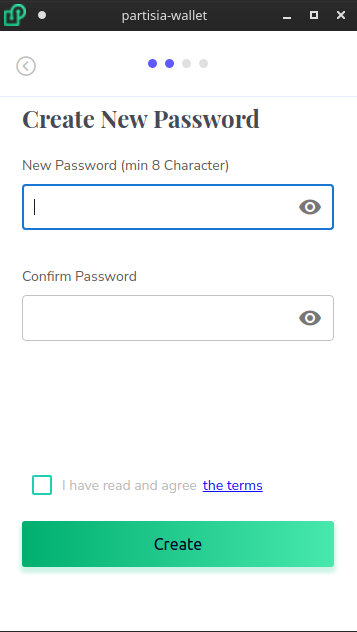 partisia-wallet
Create New Password
New Password (min 8 Character)
Confirm Password
I have read and agree the terms
Create